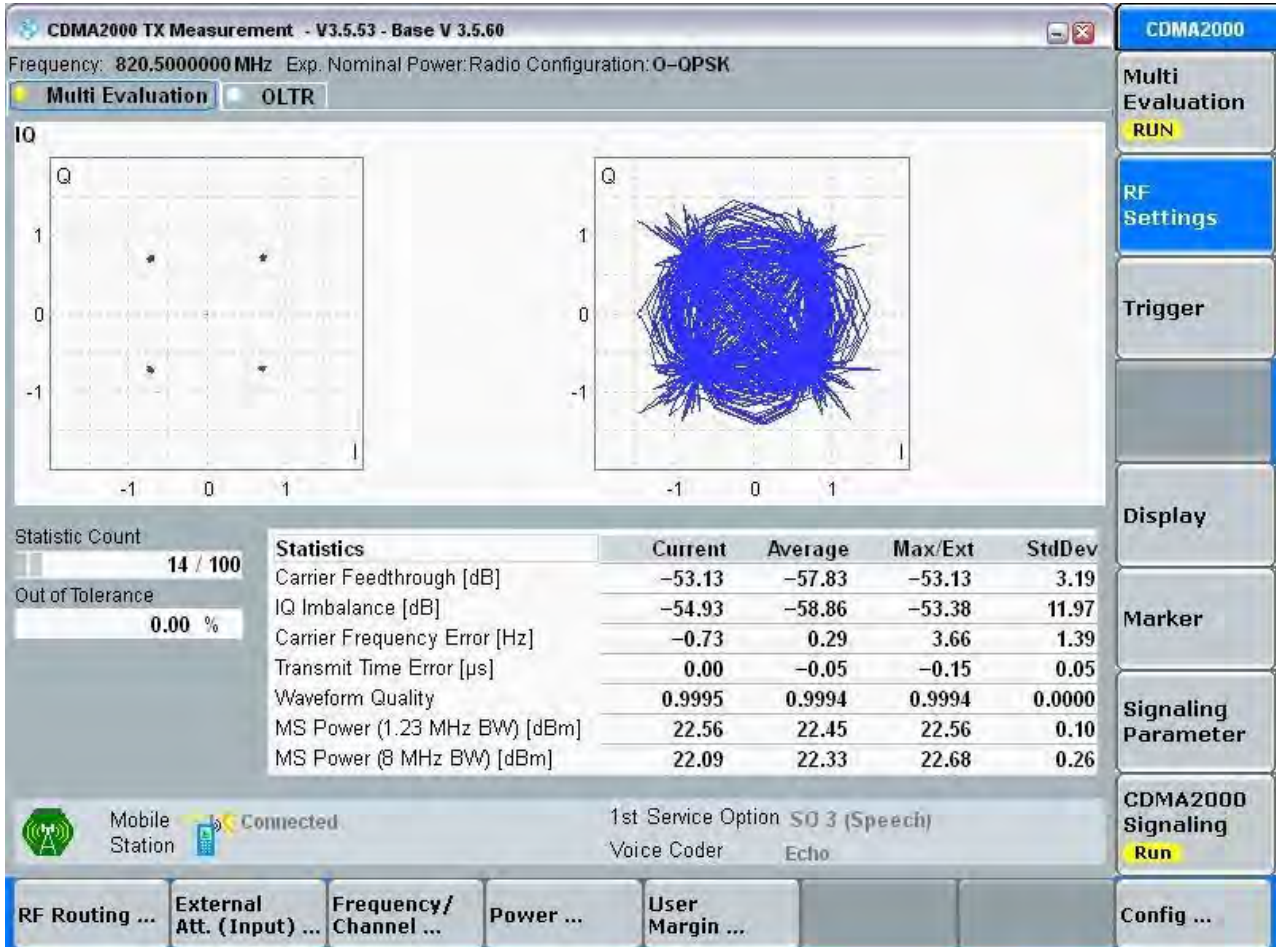 CDMA2000 TX Measurement - V3.5.53 - Base V 3.5.60
CDMA2000
Frequency: 820.5000000 MHz Exp. Nominal Power: Radio Configuration: O-QPSK
Multi Evaluation OLTR
Multi
Evaluation
RUN
IQ
Q
1
0
-1
I
-1 0 1
Q
1
0
-1
I
-1 0 1
RF
Settings
Trigger
Display
Marker
Signaling
Parameter
CDMA2000
Signaling
Run
Statistic Count
14 / 100
Out of Tolerance
0.00 %
Statistics Current Average Max/Ext StdDev
Carrier Feedthrough [dB] -53.13 -57.83 -53.13 3.19
IQ Imbalance [dB] -54.93 -58.86 -53.38 11.97
Carrier Frequency Error [Hz] -0.73 0.29 3.66 1.39
Transmit Time Error [µs] 0.00 -0.05 -0.15 0.05
Waveform Quality 0.9995 0.9994 0.9994 0.0000
MS Power (1.23 MHz BW) [dBm] 22.56 22.45 22.56 0.10
MS Power (8 MHz BW) [dBm] 22.09 22.33 22.68 0.26
Mobile
Station
Connected
1st Service Option SO 3 (Speech)
Voice Coder Echo
RF Routing ...
External
Att. (Input) ...
Frequency/
Channel ...
Power ...
User
Margin ...
Config ...